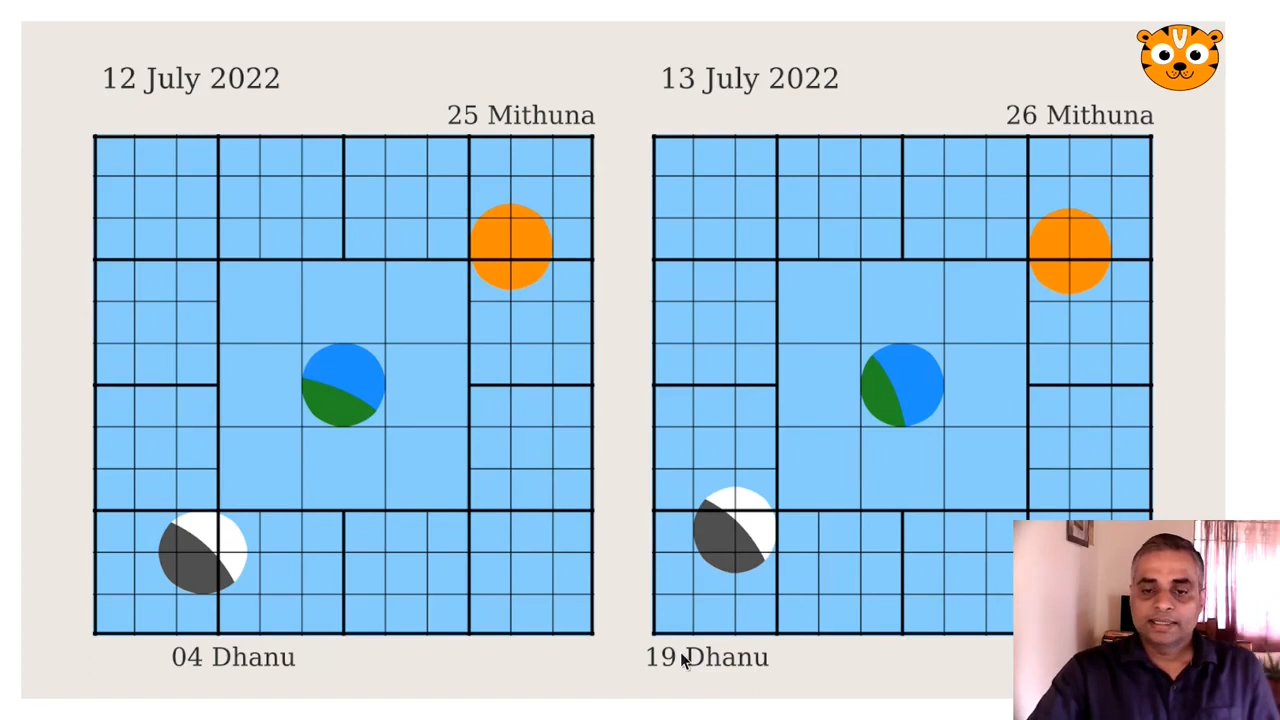 12 July 2022
25 Mithuna
04 Dhanu
13 July 2022
26 Mithuna
19 Dhanu